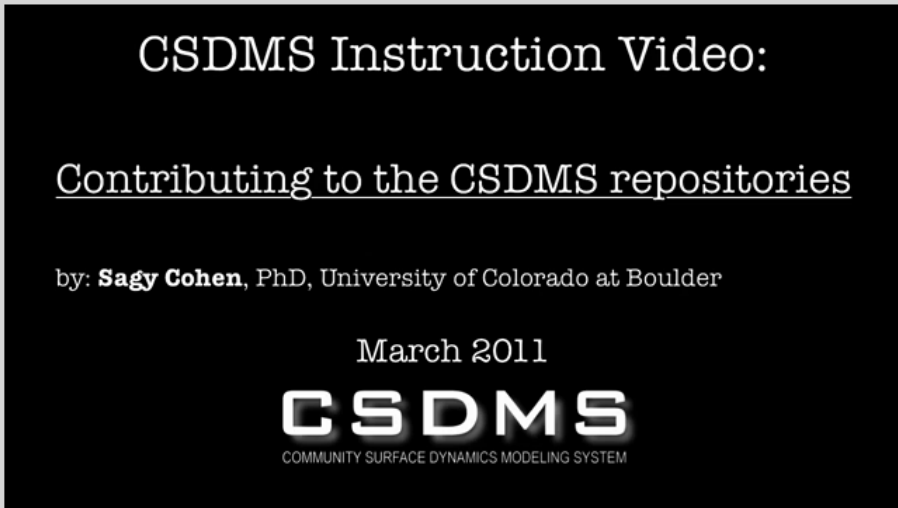 CSDMS Instruction Video:
Contributing to the CSDMS repositories
by: Sagy Cohen, PhD, University of Colorado at Boulder
March 2011
CSDMS
COMMUNITY SURFACE DYNAMICS MODELING SYSTEM